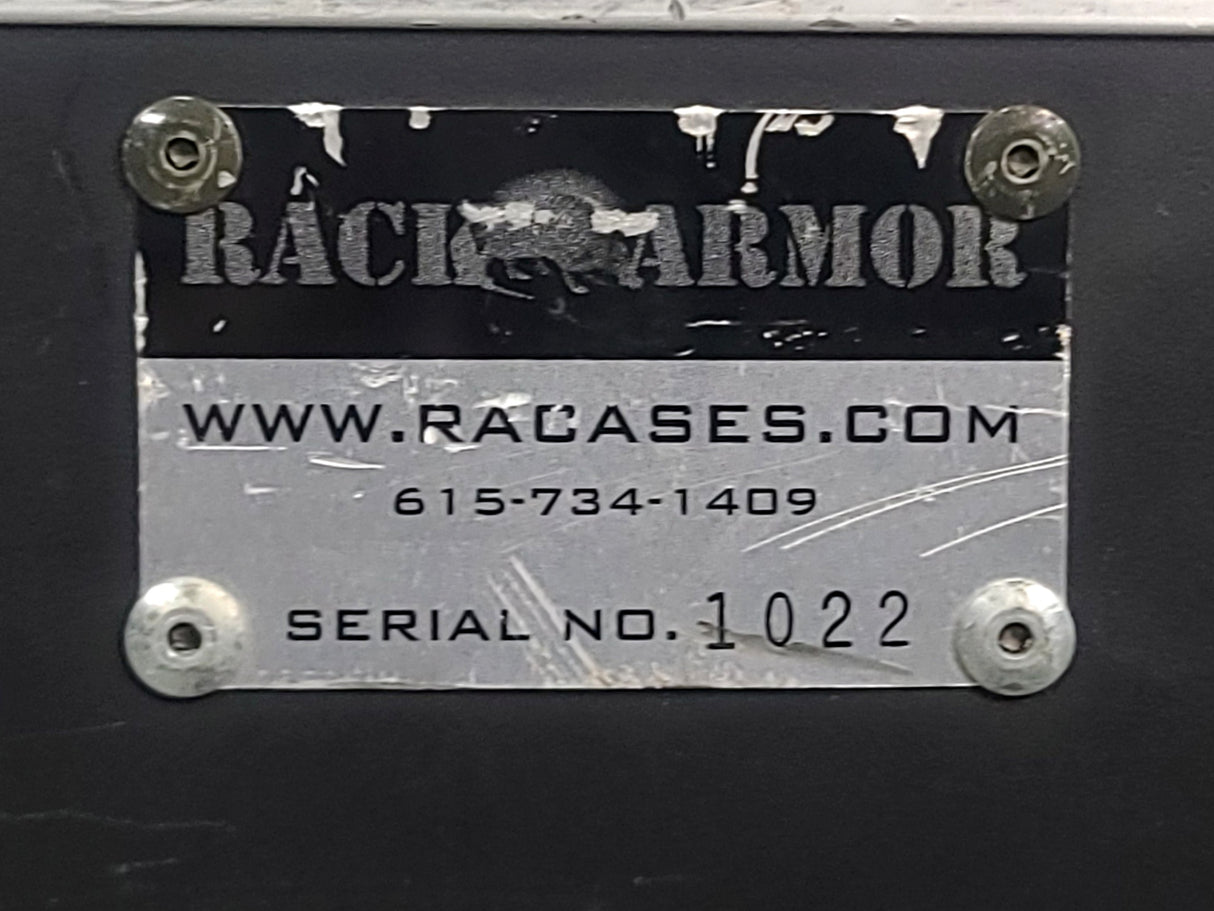 RACK ARMOR
WWW.RACASES.COM
615-734-1409
SERIAL NO. 1022